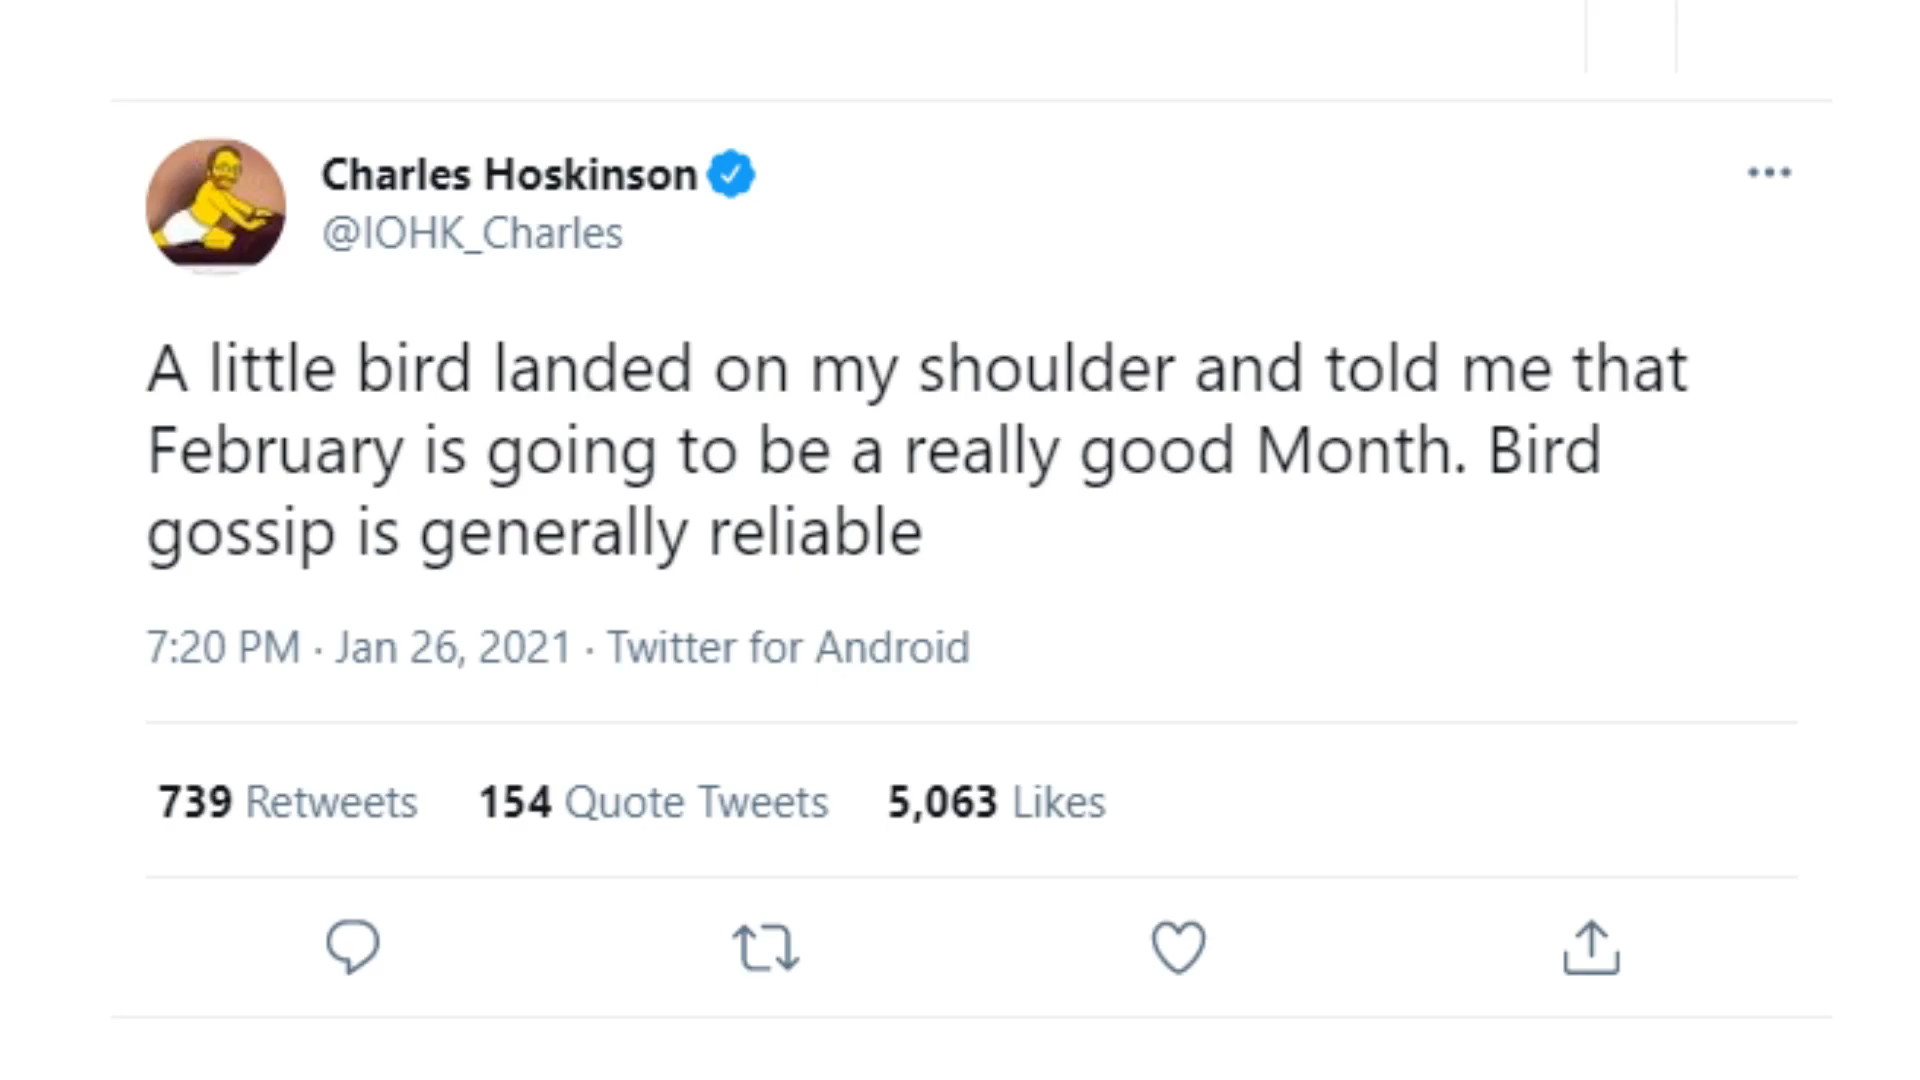 Charles Hoskinson
@IOHK_Charles
A little bird landed on my shoulder and told me that
February is going to be a really good Month. Bird
gossip is generally reliable
7:20 PM · Jan 26, 2021 · Twitter for Android
739 Retweets 154 Quote Tweets 5,063 Likes